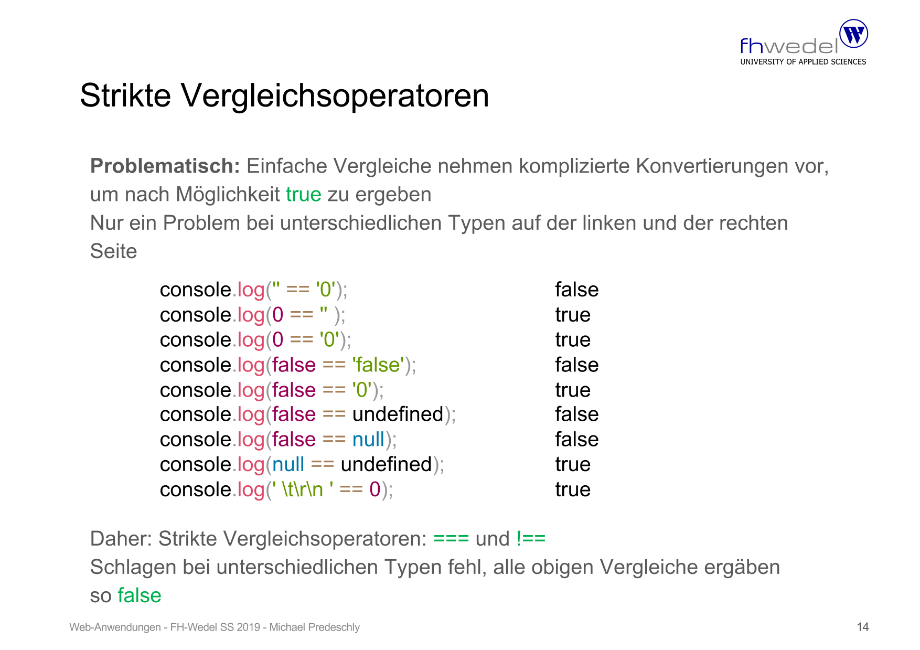 fhwedel
UNIVERSITY OF APPLIED SCIENCES
Strikte Vergleichsoperatoren
Problematisch: Einfache Vergleiche nehmen komplizierte Konvertierungen vor,
um nach Möglichkeit true zu ergeben
Nur ein Problem bei unterschiedlichen Typen auf der linken und der rechten
Seite
console.log('' == '0'); false
console.log(0 == '' ); true
console.log(0 == '0'); true
console.log(false == 'false'); false
console.log(false == '0'); true
console.log(false == undefined); false
console.log(false == null); false
console.log(null == undefined); true
console.log(' \t\r\n ' == 0); true
Daher: Strikte Vergleichsoperatoren: === und !==
Schlagen bei unterschiedlichen Typen fehl, alle obigen Vergleiche ergäben
so false
Web-Anwendungen - FH-Wedel SS 2019 - Michael Predeschly 14